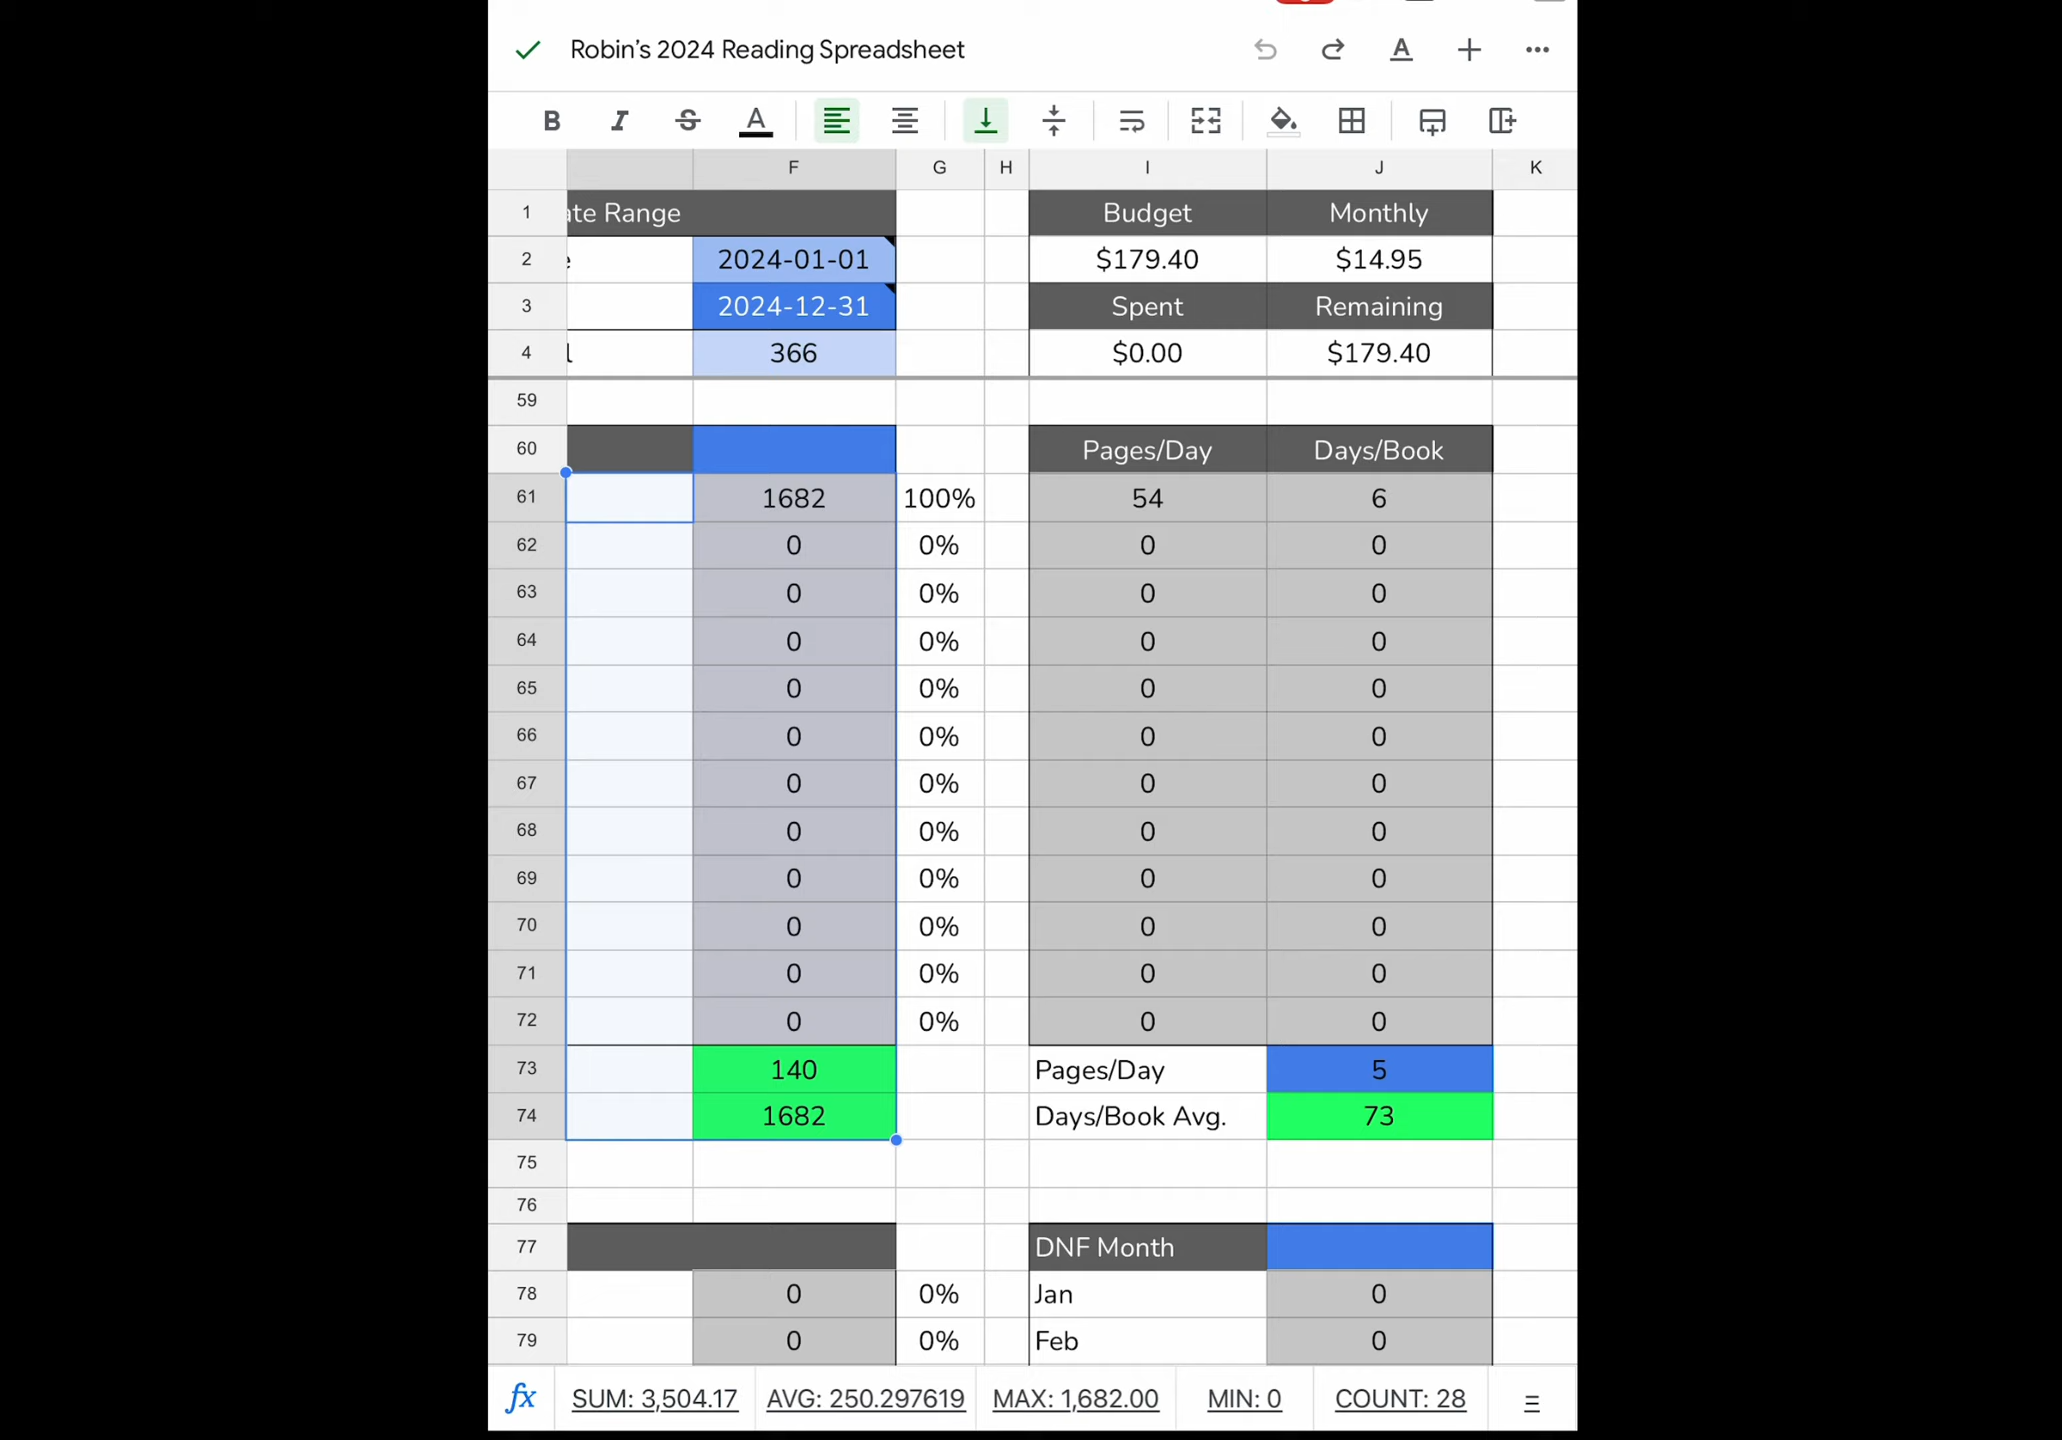 Robin’s 2024 Reading Spreadsheet
B I S A A
F G H I J K
1 ate Range Budget Monthly
2 e 2024-01-01 $179.40 $14.95
3 2024-12-31 Spent Remaining
4 l 366 $0.00 $179.40
59
60 Pages/Day Days/Book
61 1682 100% 54 6
62 0 0% 0 0
63 0 0% 0 0
64 0 0% 0 0
65 0 0% 0 0
66 0 0% 0 0
67 0 0% 0 0
68 0 0% 0 0
69 0 0% 0 0
70 0 0% 0 0
71 0 0% 0 0
72 0 0% 0 0
73 140 Pages/Day 5
74 1682 Days/Book Avg. 73
75
76
77 DNF Month
78 0 0% Jan 0
79 0 0% Feb 0
fx SUM: 3,504.17 AVG: 250.297619 MAX: 1,682.00 MIN: 0 COUNT: 28 =